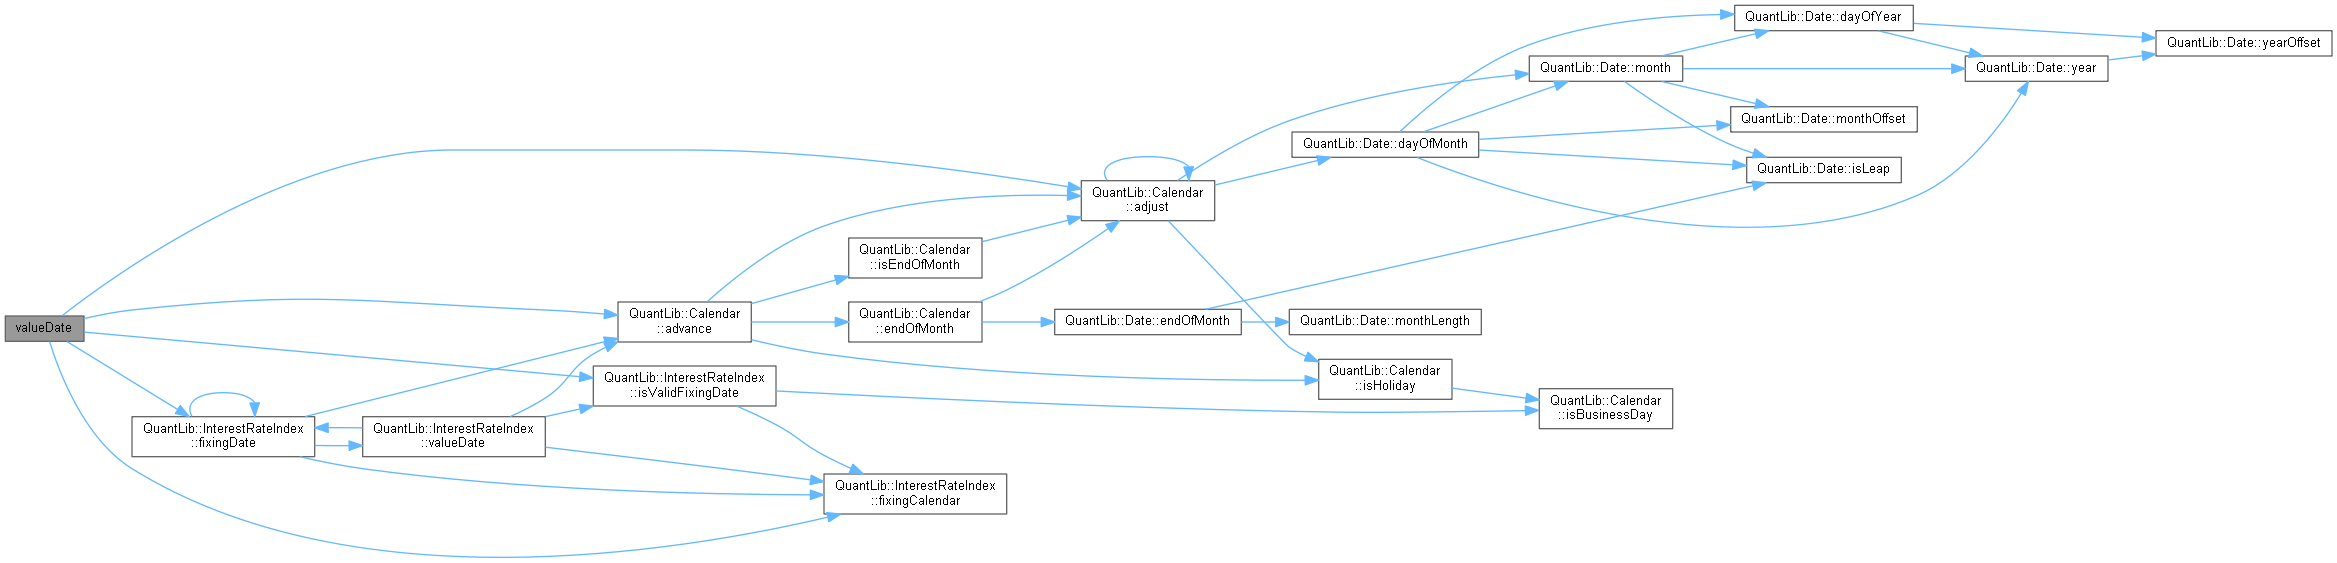 valueDate
QuantLib::InterestRateIndex
::fixingDate
QuantLib::InterestRateIndex
::valueDate
QuantLib::Calendar
::advance
QuantLib::InterestRateIndex
::isValidFixingDate
QuantLib::InterestRateIndex
::fixingCalendar
QuantLib::Calendar
::isEndOfMonth
QuantLib::Calendar
::endOfMonth
QuantLib::Calendar
::adjust
QuantLib::Date::endOfMonth
QuantLib::Date::dayOfMonth
QuantLib::Date::monthLength
QuantLib::Calendar
::isHoliday
QuantLib::Date::month
QuantLib::Calendar
::isBusinessDay
QuantLib::Date::dayOfYear
QuantLib::Date::monthOffset
QuantLib::Date::isLeap
QuantLib::Date::year
QuantLib::Date::yearOffset